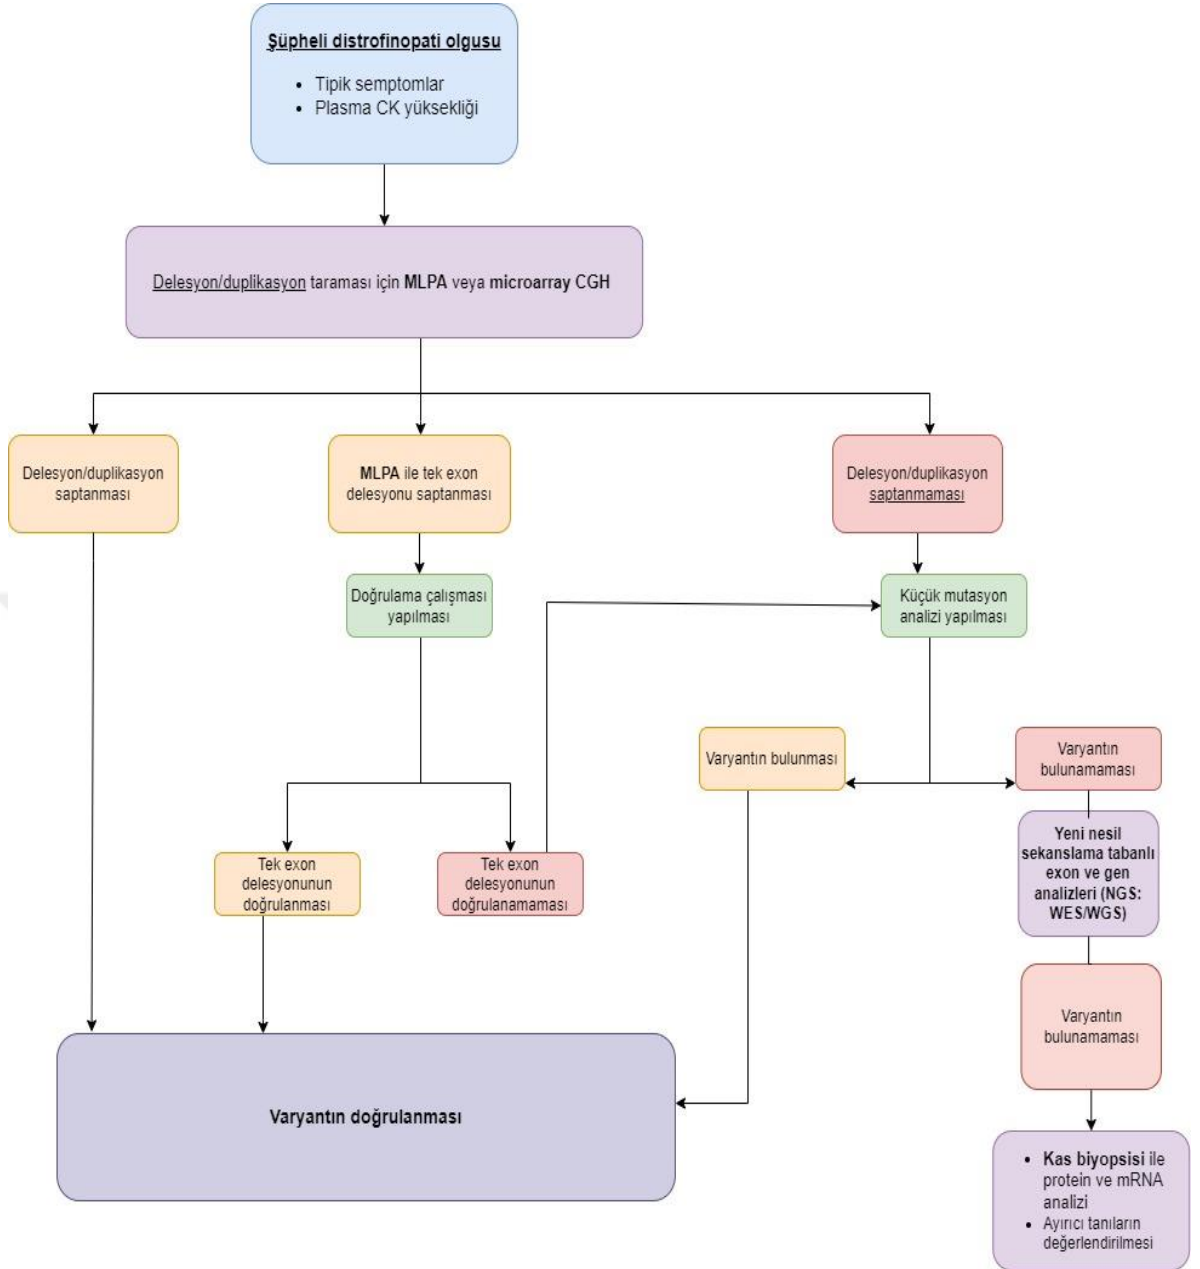 Şüpheli distrofinopati olgusu
• Tipik semptomlar
• Plasma CK yüksekliği
Delesyon/duplikasyon taraması için MLPA veya microarray CGH
Delesyon/duplikasyon
saptanması
MLPA ile tek exon
delesyonu saptanması
Delesyon/duplikasyon
saptanmaması
Doğrulama çalışması
yapılması
Küçük mutasyon
analizi yapılması
Varyantın bulunması
Varyantın
bulunamaması
Yeni nesil
sekanslama tabanlı
exon ve gen
analizleri (NGS:
WES/WGS)
Tek exon
delesyonunun
doğrulanması
Tek exon
delesyonunun
doğrulanamaması
Varyantın
bulunamaması
Varyantın doğrulanması
• Kas biyopsisi ile
protein ve mRNA
analizi
• Ayırıcı tanıların
değerlendirilmesi